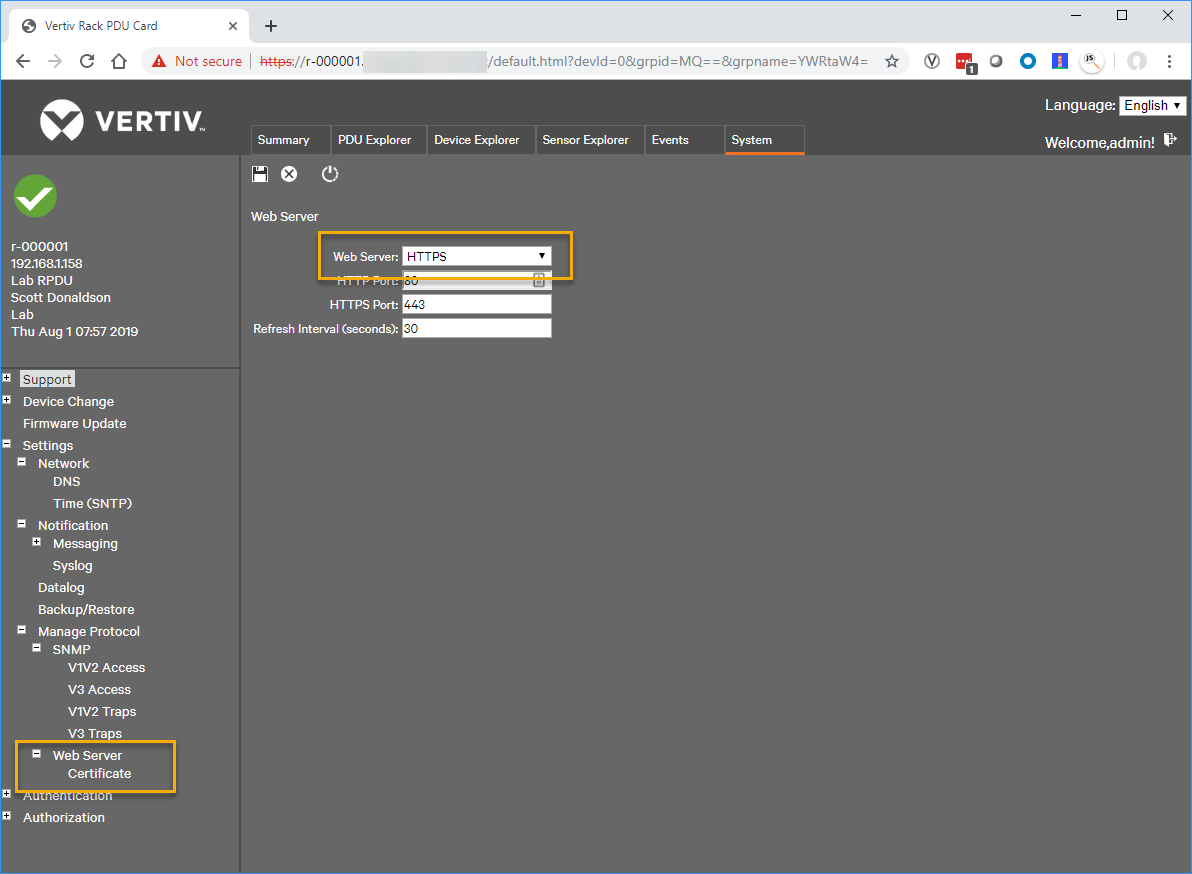 Vertiv Rack PDU Card
Not secure https://r-000001. /default.html?devId=0&grpid=MQ==&grpname=YWRtaW4=
1
JS
VERTIV™
Language: English
Welcome,admin!
Summary PDU Explorer Device Explorer Sensor Explorer Events System
r-000001
192.168.1.158
Lab RPDU
Scott Donaldson
Lab
Thu Aug 1 07:57 2019
Web Server
Web Server: HTTPS
HTTP Port: 80
HTTPS Port: 443
Refresh Interval (seconds): 30
Support
Device Change
Firmware Update
Settings
Network
DNS
Time (SNTP)
Notification
Messaging
Syslog
Datalog
Backup/Restore
Manage Protocol
SNMP
V1V2 Access
V3 Access
V1V2 Traps
V3 Traps
Web Server
Certificate
Authentication
Authorization